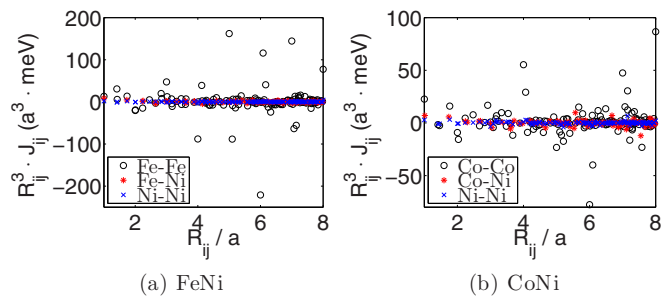 200
100
0
−100
−200
R³ᵢⱼ · Jᵢⱼ (a³ · meV)
Fe-Fe
Fe-Ni
Ni-Ni
2 4 6 8
Rᵢⱼ / a
(a) FeNi
100
50
0
−50
R³ᵢⱼ · Jᵢⱼ (a³ · meV)
Co-Co
Co-Ni
Ni-Ni
2 4 6 8
Rᵢⱼ / a
(b) CoNi